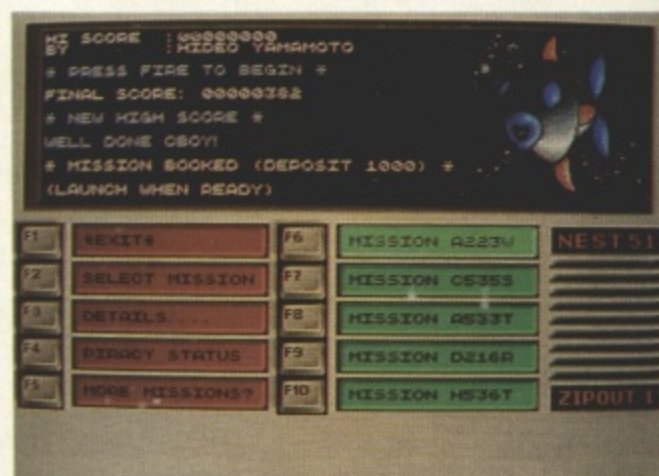 HI SCORE :00000000
BY :HIDEO YAMAMOTO
* PRESS FIRE TO BEGIN *
FINAL SCORE: 00000382
* NEW HIGH SCORE *
WELL DONE OBOY!
* MISSION BOOKED (DEPOSIT 1000) *
(LAUNCH WHEN READY)
F1 *EXIT* F6 MISSION A223W NEST 51
F2 SELECT MISSION F7 MISSION C535S
F3 DETAILS.... F8 MISSION A533T
F4 PIRACY STATUS F9 MISSION D216R
F5 MORE MISSIONS? F10 MISSION H536T ZIPOUT 1